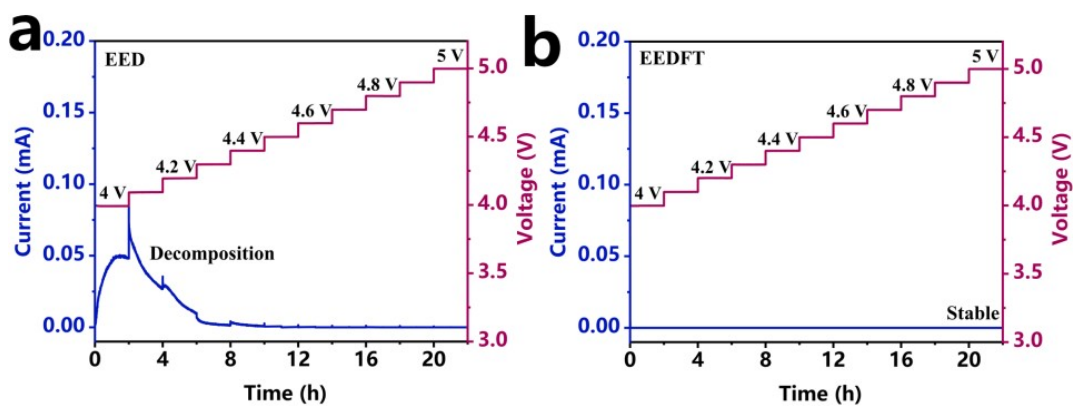 a
EED
0.20
0.15
0.10
0.05
0.00
Current (mA)
4 V
4.2 V
4.4 V
4.6 V
4.8 V
5 V
Decomposition
5.0
4.5
4.0
3.5
3.0
Voltage (V)
0 4 8 12 16 20
Time (h)
b
EEDFT
0.20
0.15
0.10
0.05
0.00
Current (mA)
4 V
4.2 V
4.4 V
4.6 V
4.8 V
5 V
Stable
5.0
4.5
4.0
3.5
3.0
Voltage (V)
0 4 8 12 16 20
Time (h)